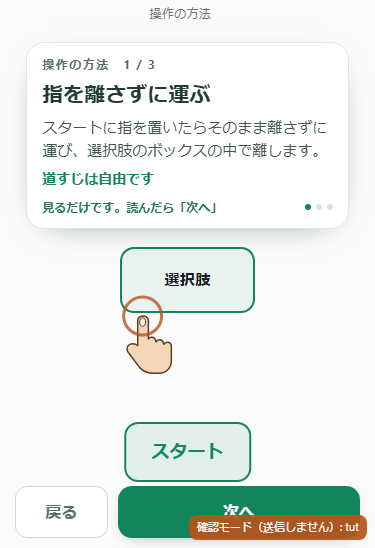 操作の方法
操作の方法 1 / 3
指を離さずに運ぶ
スタートに指を置いたらそのまま離さずに
運び、選択肢のボックスの中で離します。
道すじは自由です
見るだけです。読んだら「次へ」
選択肢
スタート
戻る
次へ
確認モード（送信しません）: tut